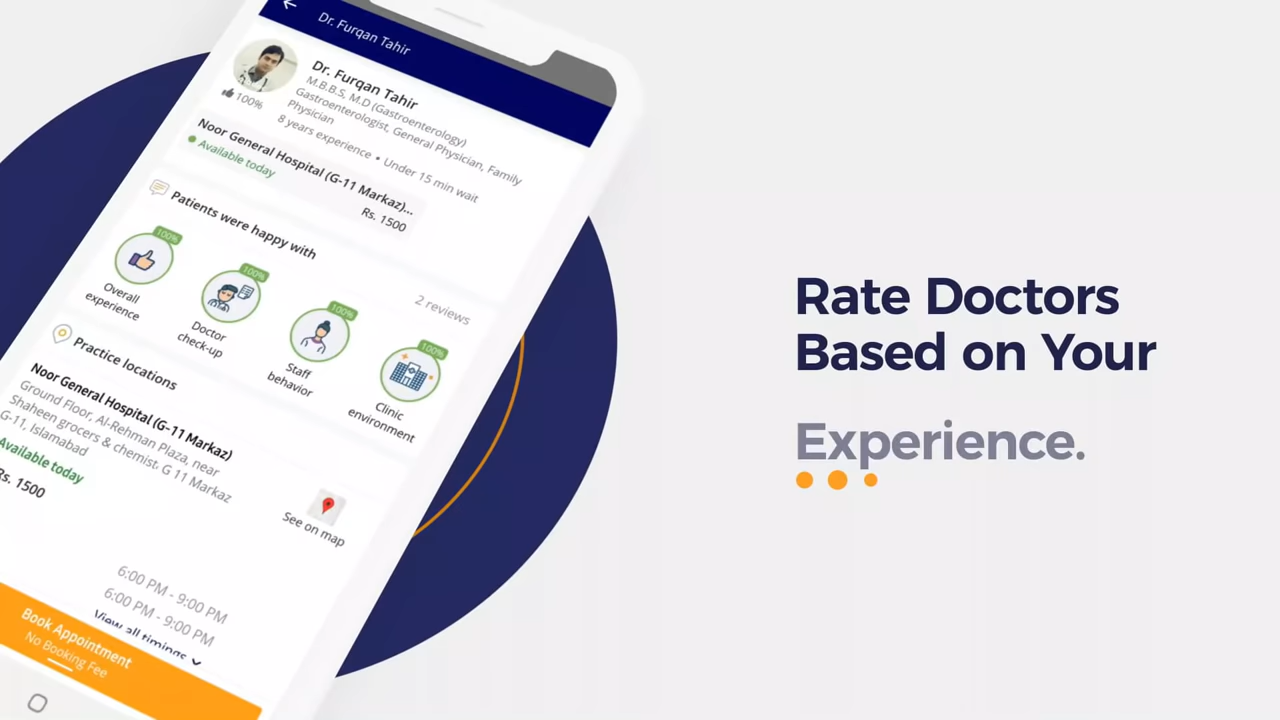 Dr. Furqan Tahir
Dr. Furqan Tahir
M.B.B.S, M.D (Gastroenterology)
Gastroenterologist, General Physician, Family
Physician
100%
8 years experience • Under 15 min wait
Noor General Hospital (G-11 Markaz)...
Available today
Rs. 1500
Patients were happy with
2 reviews
100%
100%
100%
100%
Overall
experience
Doctor
check-up
Staff
behavior
Clinic
environment
Practice locations
Noor General Hospital (G-11 Markaz)
Ground Floor, Al-Rehman Plaza, near
Shaheen grocers & chemist, G 11 Markaz
G-11, Islamabad
Available today
Rs. 1500
See on map
6:00 PM - 9:00 PM
6:00 PM - 9:00 PM
View all timings
Book Appointment
No Booking Fee
Rate Doctors
Based on Your
Experience.